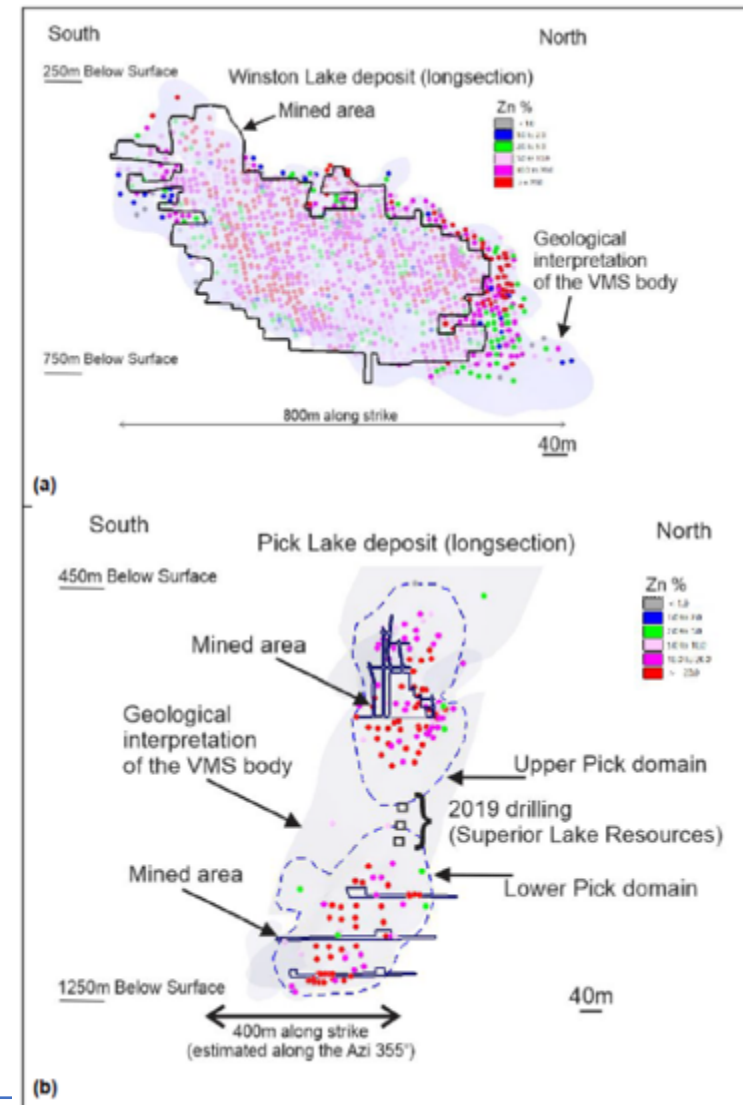 South
North
250m Below Surface
Winston Lake deposit (longsection)
Mined area
Zn %
Geological
interpretation
of the VMS body
750m Below Surface
800m along strike
40m
(a)
South
North
Pick Lake deposit (longsection)
450m Below Surface
Zn %
Mined area
Geological
interpretation
of the VMS body
Upper Pick domain
2019 drilling
(Superior Lake Resources)
Mined area
Lower Pick domain
1250m Below Surface
40m
400m along strike
(estimated along the Azi 355°)
(b)